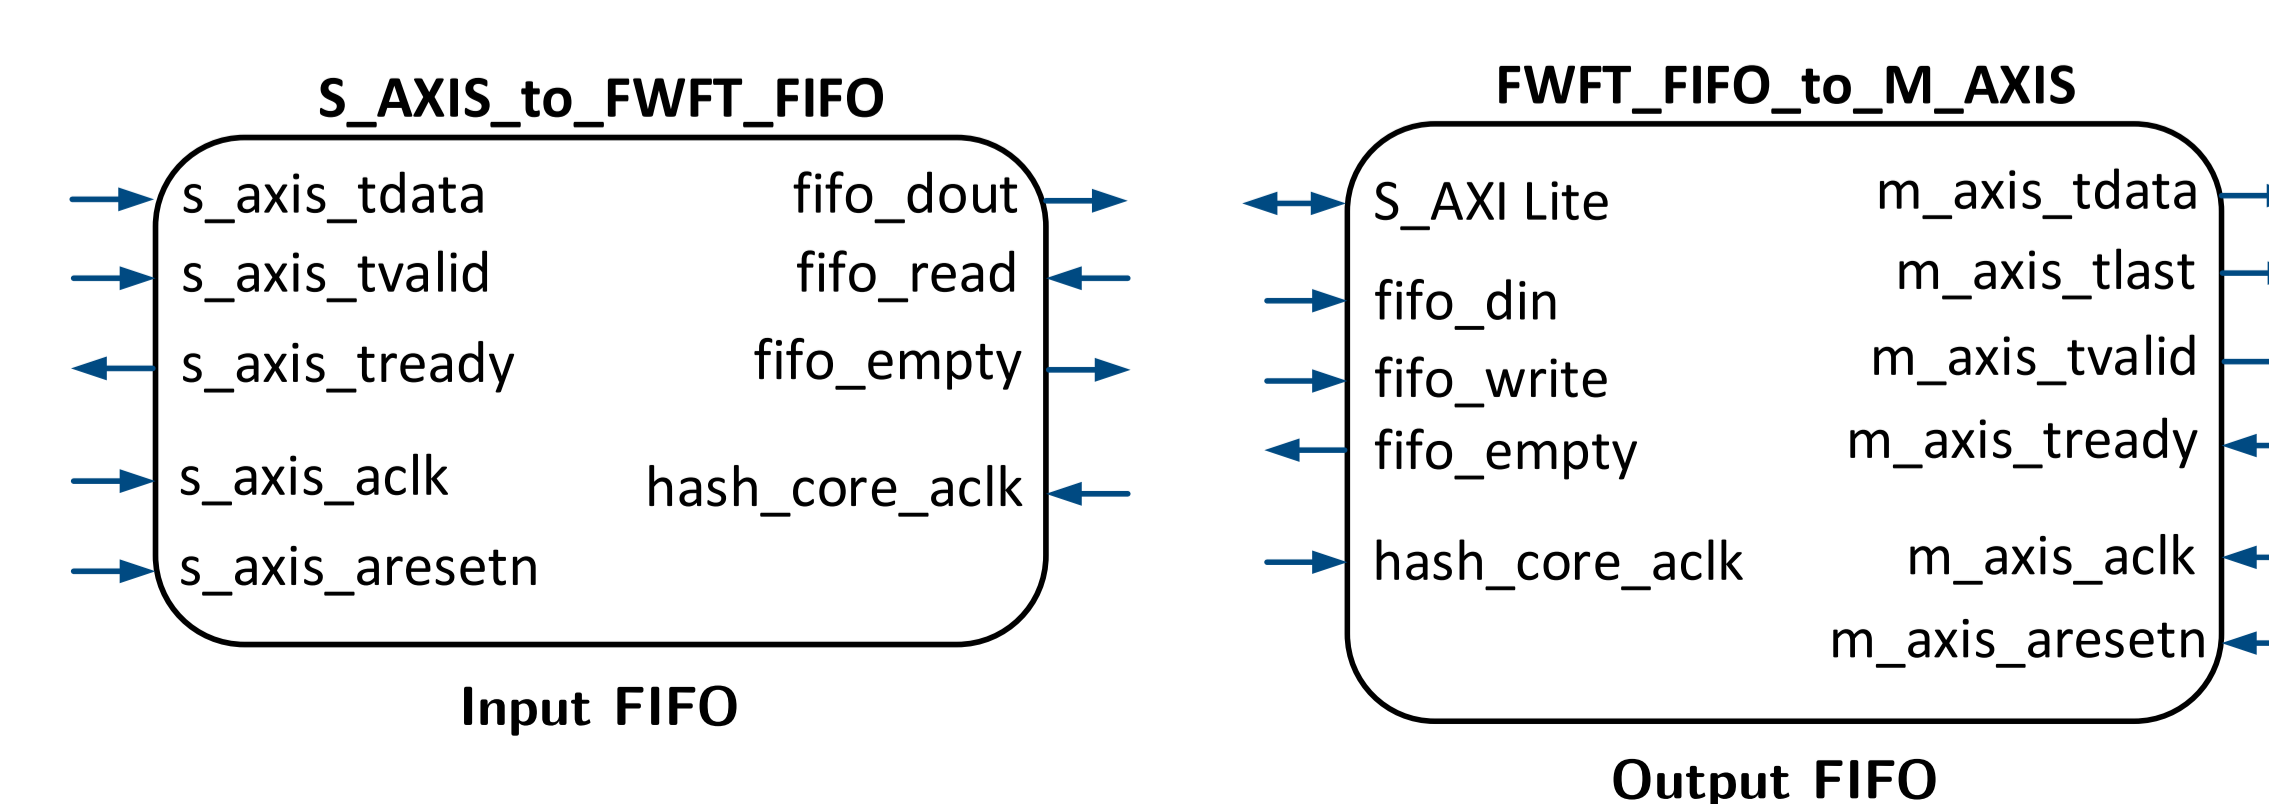 S_AXIS_to_FWFT_FIFO
s_axis_tdata
s_axis_tvalid
s_axis_tready
s_axis_aclk
s_axis_aresetn
fifo_dout
fifo_read
fifo_empty
hash_core_aclk
Input FIFO
FWFT_FIFO_to_M_AXIS
S_AXI Lite
fifo_din
fifo_write
fifo_empty
hash_core_aclk
m_axis_tdata
m_axis_tlast
m_axis_tvalid
m_axis_tready
m_axis_aclk
m_axis_aresetn
Output FIFO